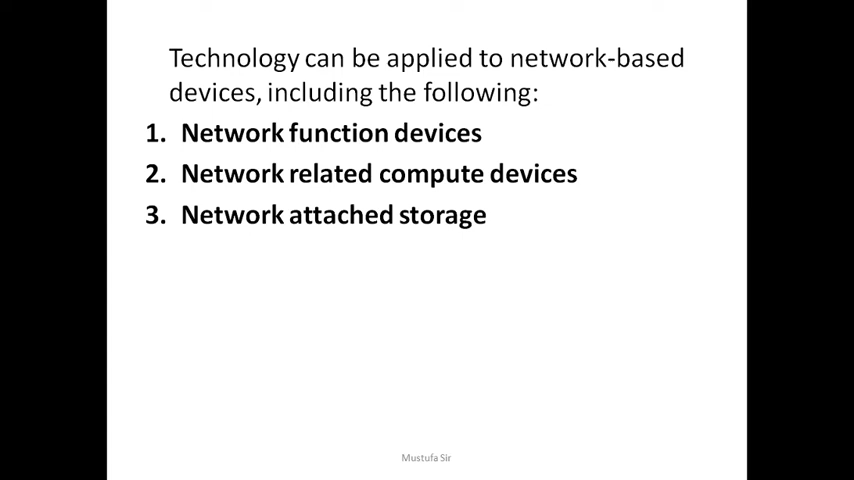 Technology can be applied to network-based
devices, including the following:
1. Network function devices
2. Network related compute devices
3. Network attached storage
Mustufa Sir